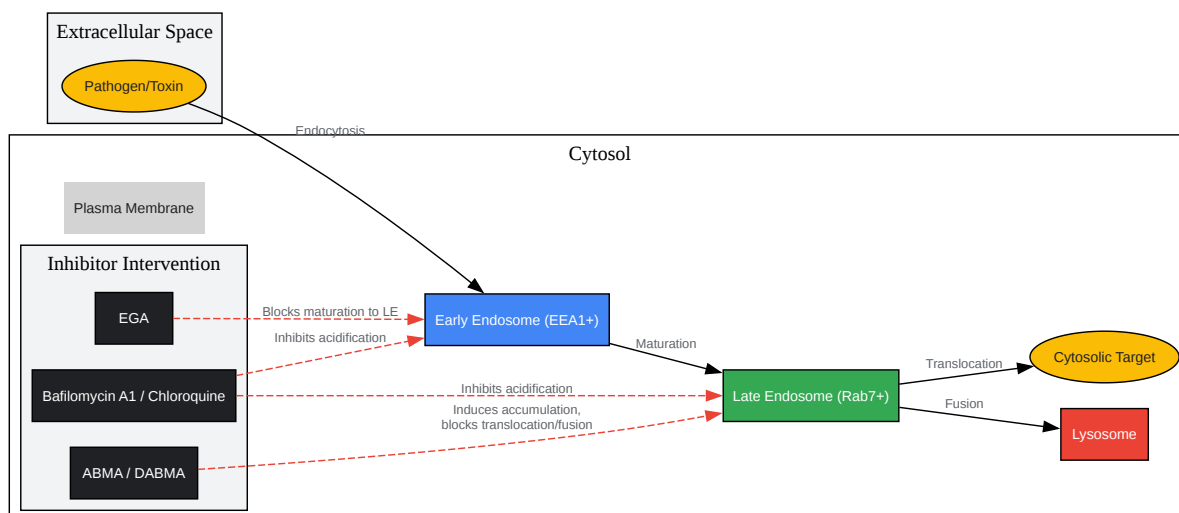 Extracellular Space
Pathogen/Toxin
Endocytosis
Cytosol
Plasma Membrane
Inhibitor Intervention
EGA
Blocks maturation to LE
Early Endosome (EEA1+)
Inhibits acidification
Maturation
Bafilomycin A1 / Chloroquine
Inhibits acidification
Late Endosome (Rab7+)
Translocation
Cytosolic Target
Fusion
Lysosome
Induces accumulation,
blocks translocation/fusion
ABMA / DABMA